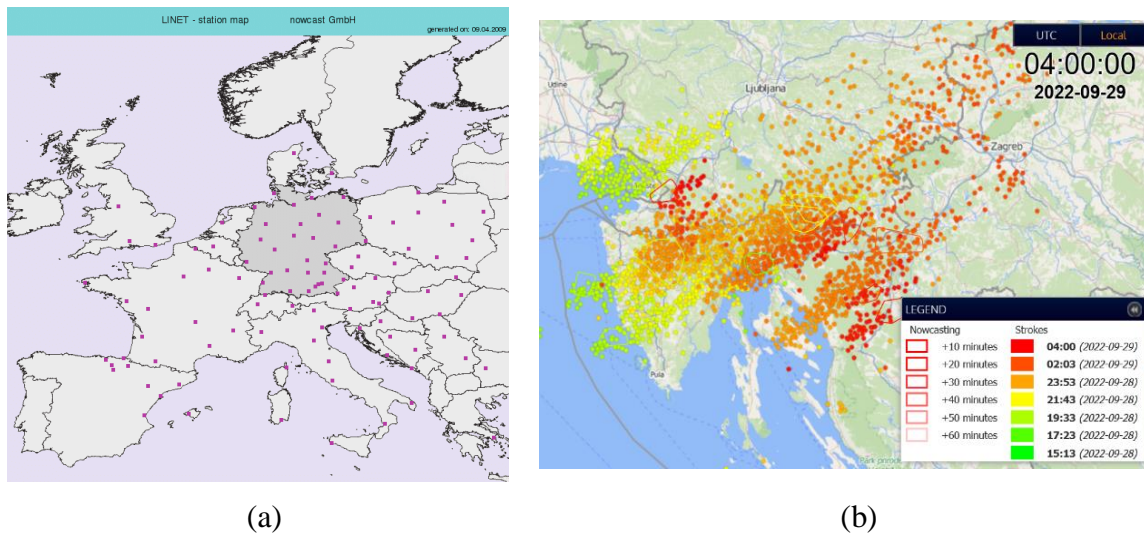 LINET - station map nowcast GmbH
generated on: 09.04.2009
UTC Local
04:00:00
2022-09-29
Udine
Ljubljana
Zagreb
Pula
LEGEND
Nowcasting Strokes
+10 minutes 04:00 (2022-09-29)
+20 minutes 02:03 (2022-09-29)
+30 minutes 23:53 (2022-09-28)
+40 minutes 21:43 (2022-09-28)
+50 minutes 19:33 (2022-09-28)
+60 minutes 17:23 (2022-09-28)
15:13 (2022-09-28)
Park
(a) (b)